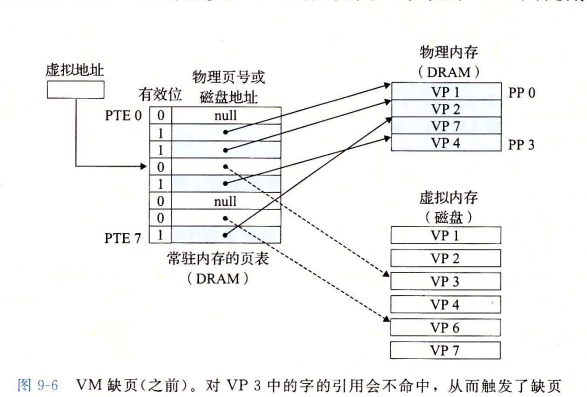 虚拟地址
物理页号或
有效位 磁盘地址
PTE 0 0 null
1
1
0
1
0 null
0
PTE 7 1
常驻内存的页表
(DRAM)
物理内存
(DRAM)
VP 1 PP 0
VP 2
VP 7
VP 4 PP 3
虚拟内存
(磁盘)
VP 1
VP 2
VP 3
VP 4
VP 6
VP 7
图 9-6 VM 缺页(之前)。对 VP 3 中的字的引用会不命中，从而触发了缺页